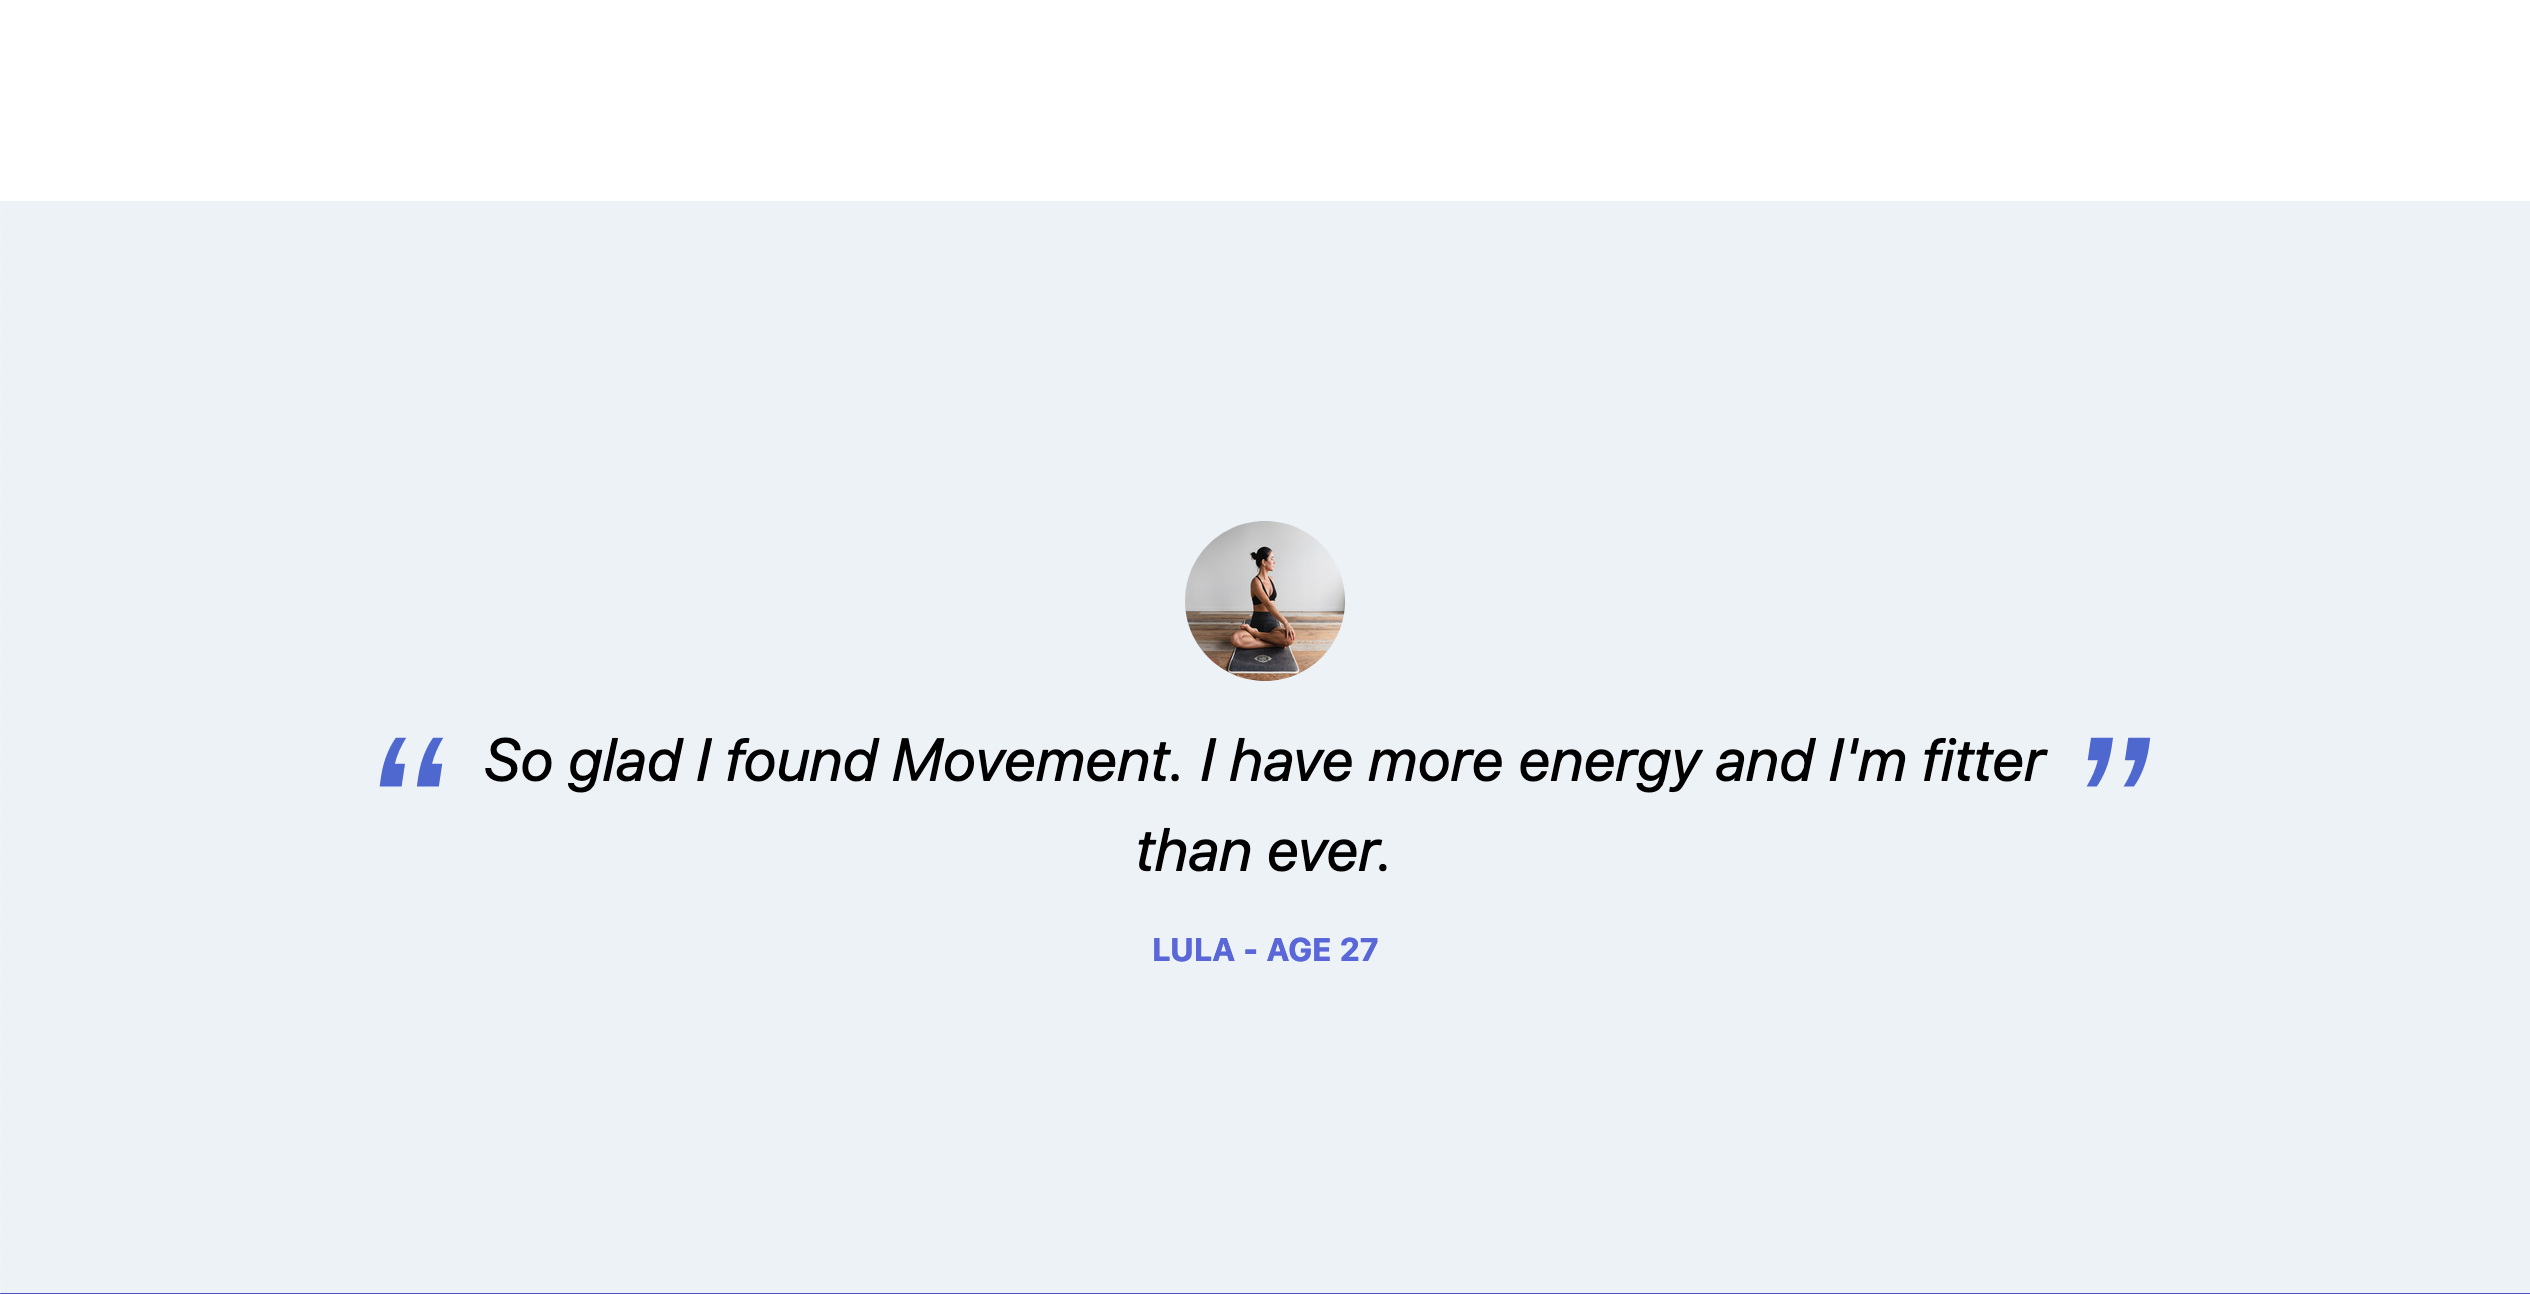 “ So glad I found Movement. I have more energy and I'm fitter ”
than ever.
LULA - AGE 27